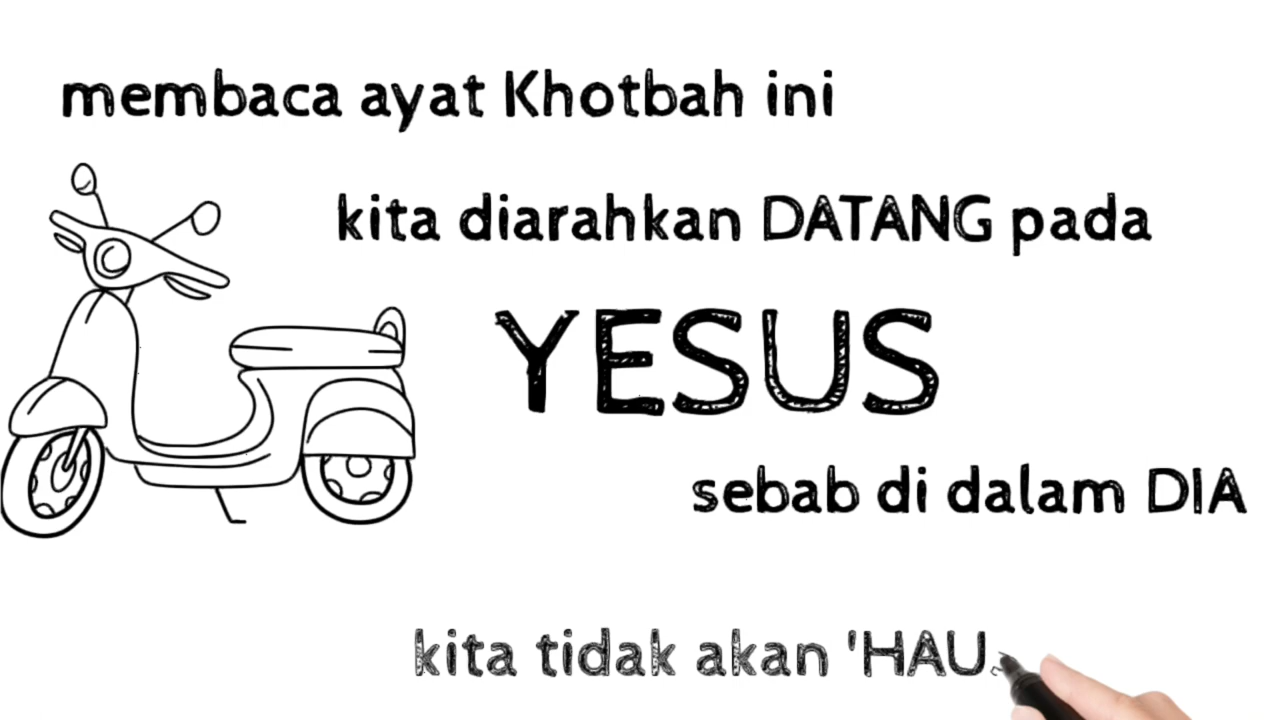 membaca ayat Khotbah ini
kita diarahkan DATANG pada
YESUS
sebab di dalam DIA
kita tidak akan 'HAU